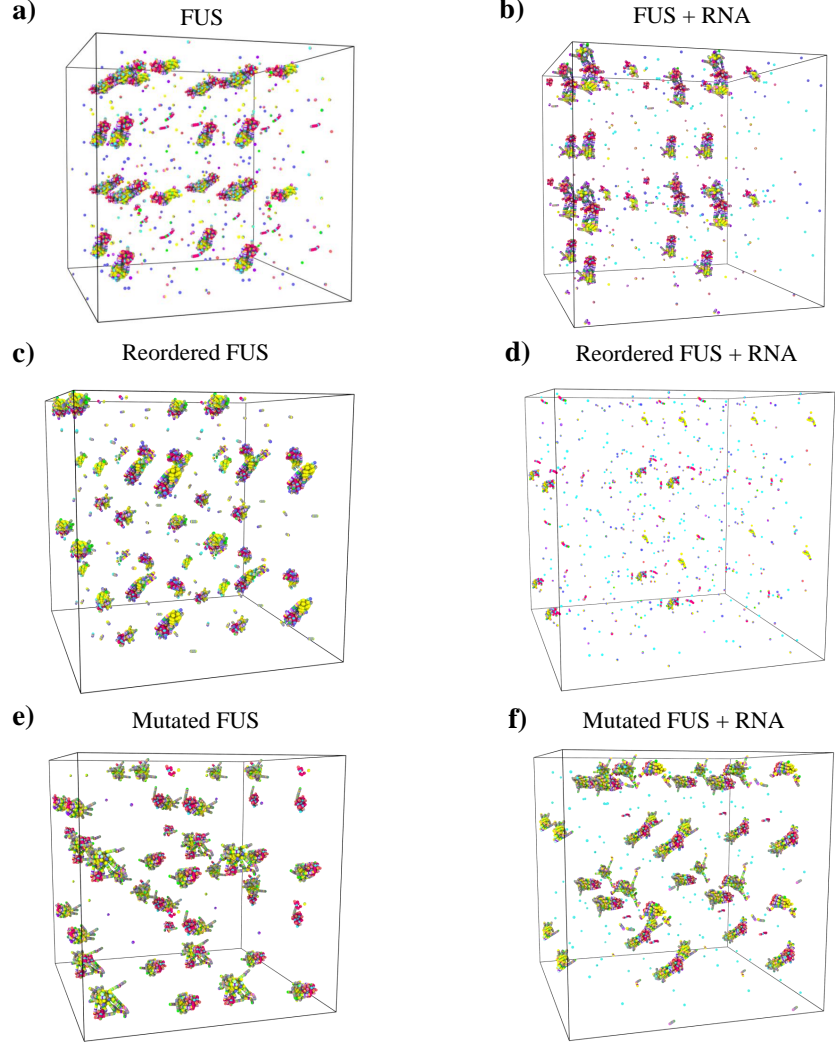 a) FUS
b) FUS + RNA
c) Reordered FUS
d) Reordered FUS + RNA
e) Mutated FUS
f) Mutated FUS + RNA